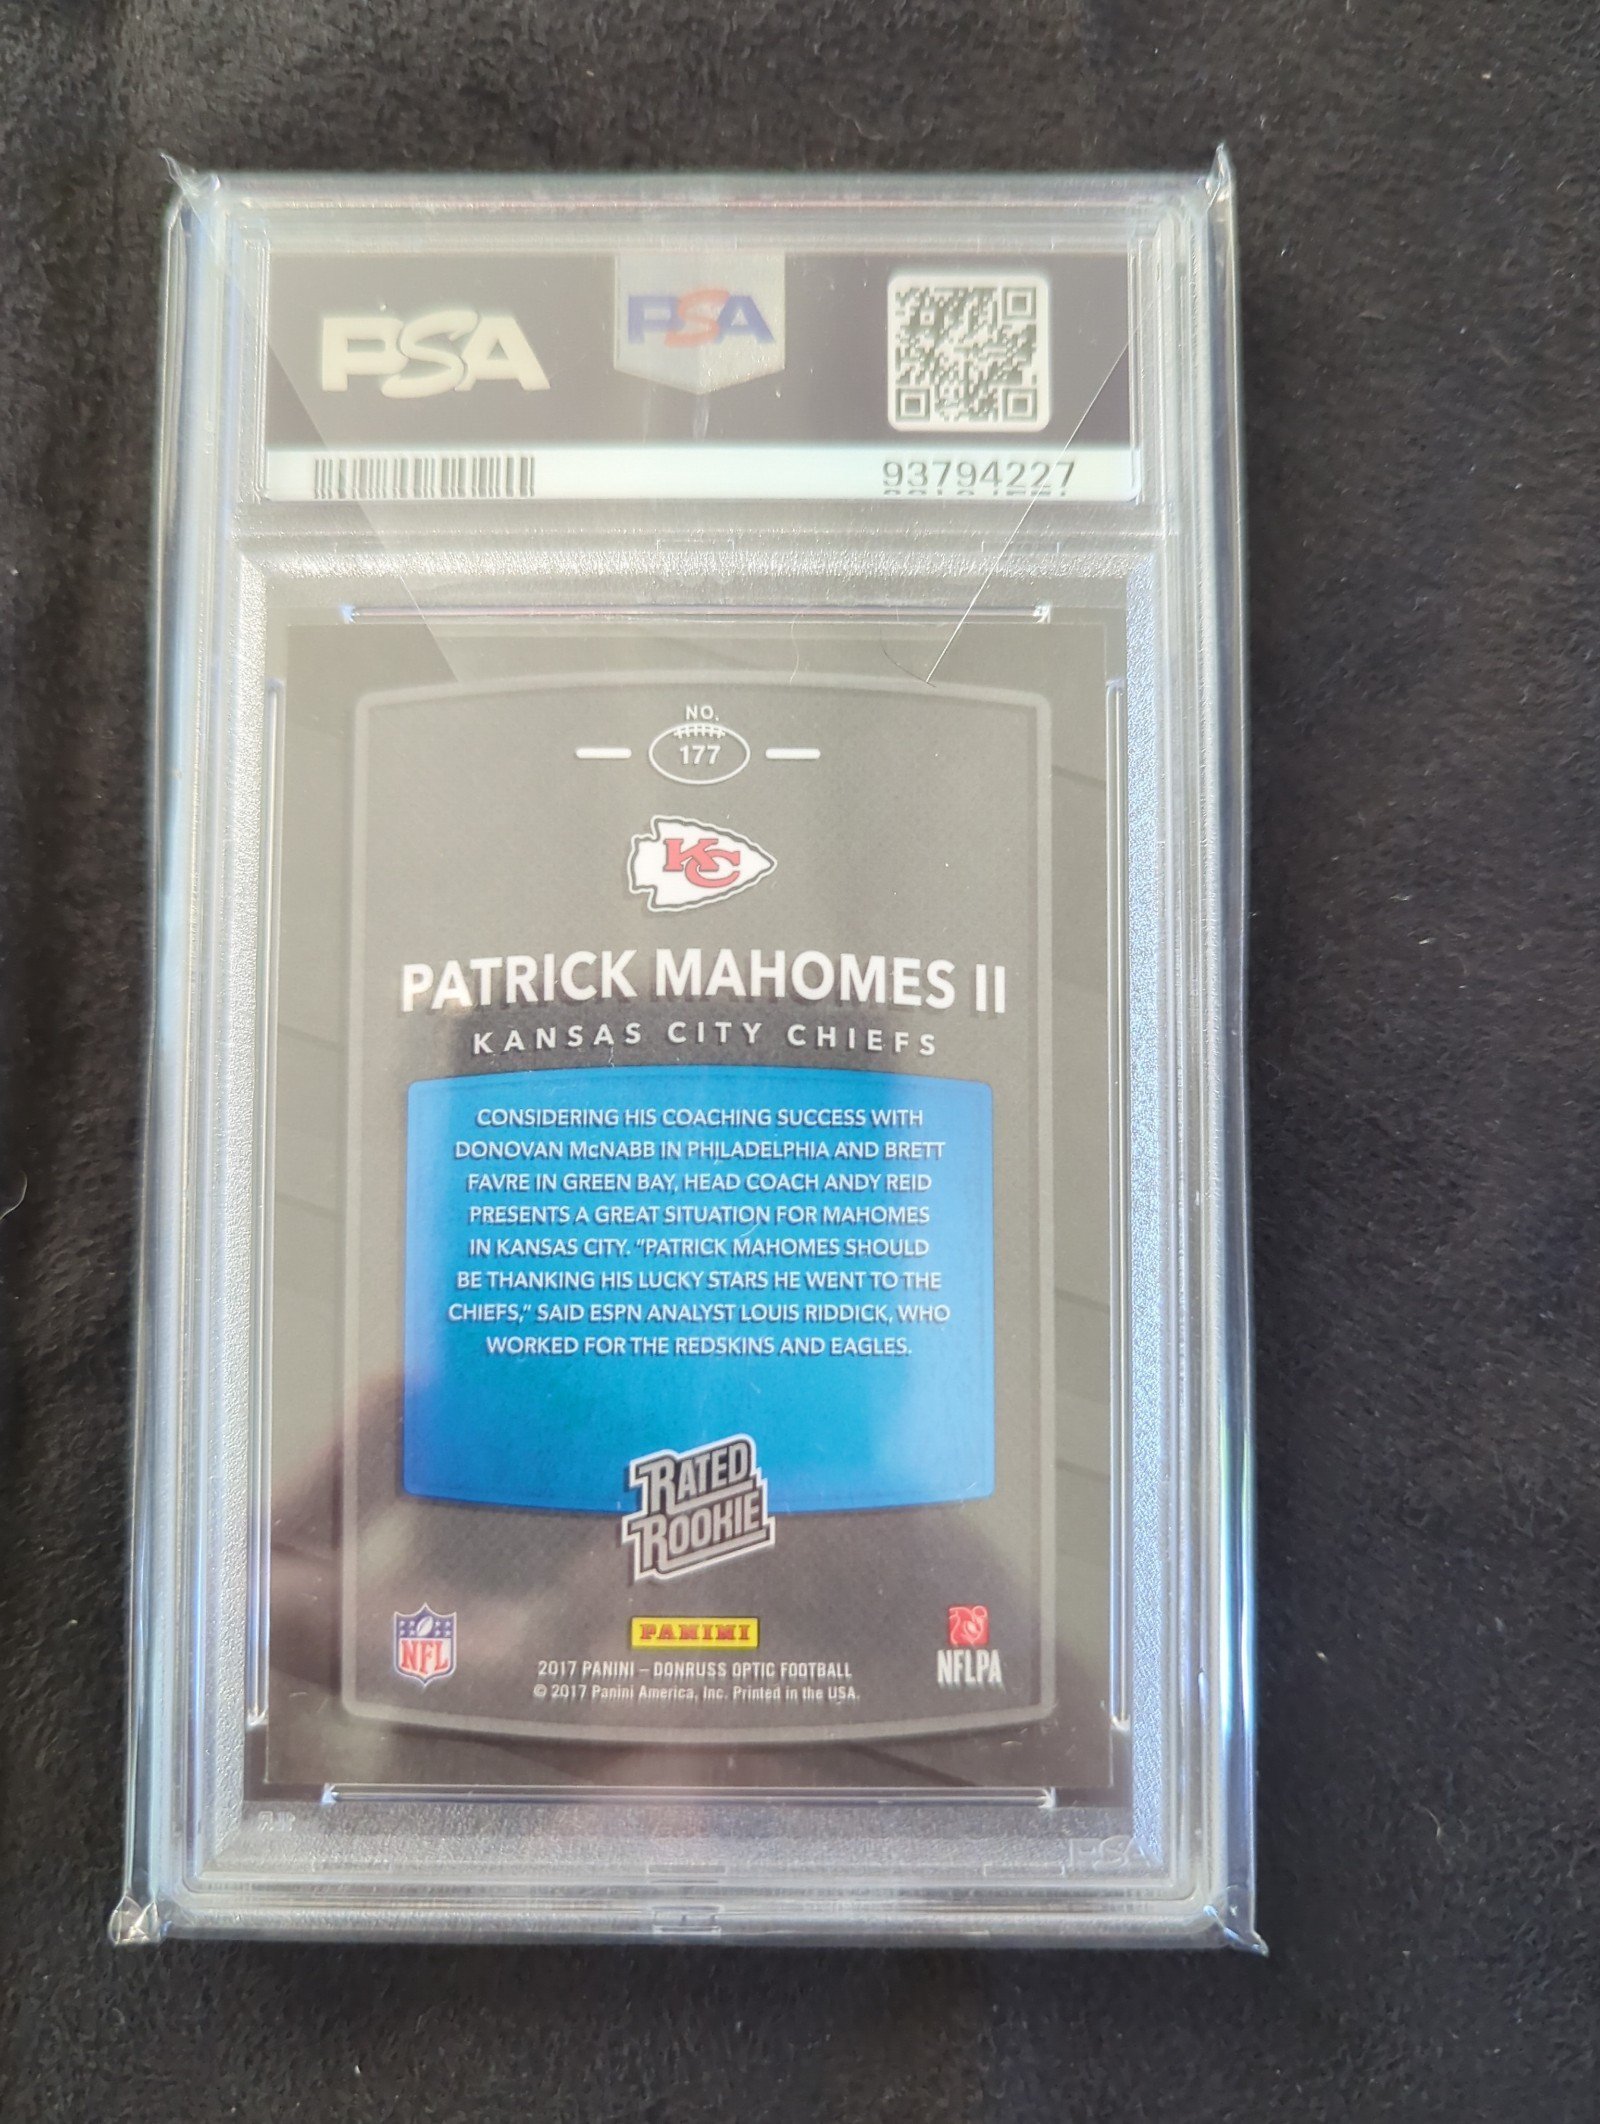 PSA
PSA
93794227
NO.
177
KC
PATRICK MAHOMES II
KANSAS CITY CHIEFS
CONSIDERING HIS COACHING SUCCESS WITH
DONOVAN McNABB IN PHILADELPHIA AND BRETT
FAVRE IN GREEN BAY, HEAD COACH ANDY REID
PRESENTS A GREAT SITUATION FOR MAHOMES
IN KANSAS CITY. “PATRICK MAHOMES SHOULD
BE THANKING HIS LUCKY STARS HE WENT TO THE
CHIEFS,” SAID ESPN ANALYST LOUIS RIDDICK, WHO
WORKED FOR THE REDSKINS AND EAGLES.
RATED
ROOKIE
NFL
PANINI
NFLPA
2017 PANINI – DONRUSS OPTIC FOOTBALL
© 2017 Panini America, Inc. Printed in the USA.
PSA